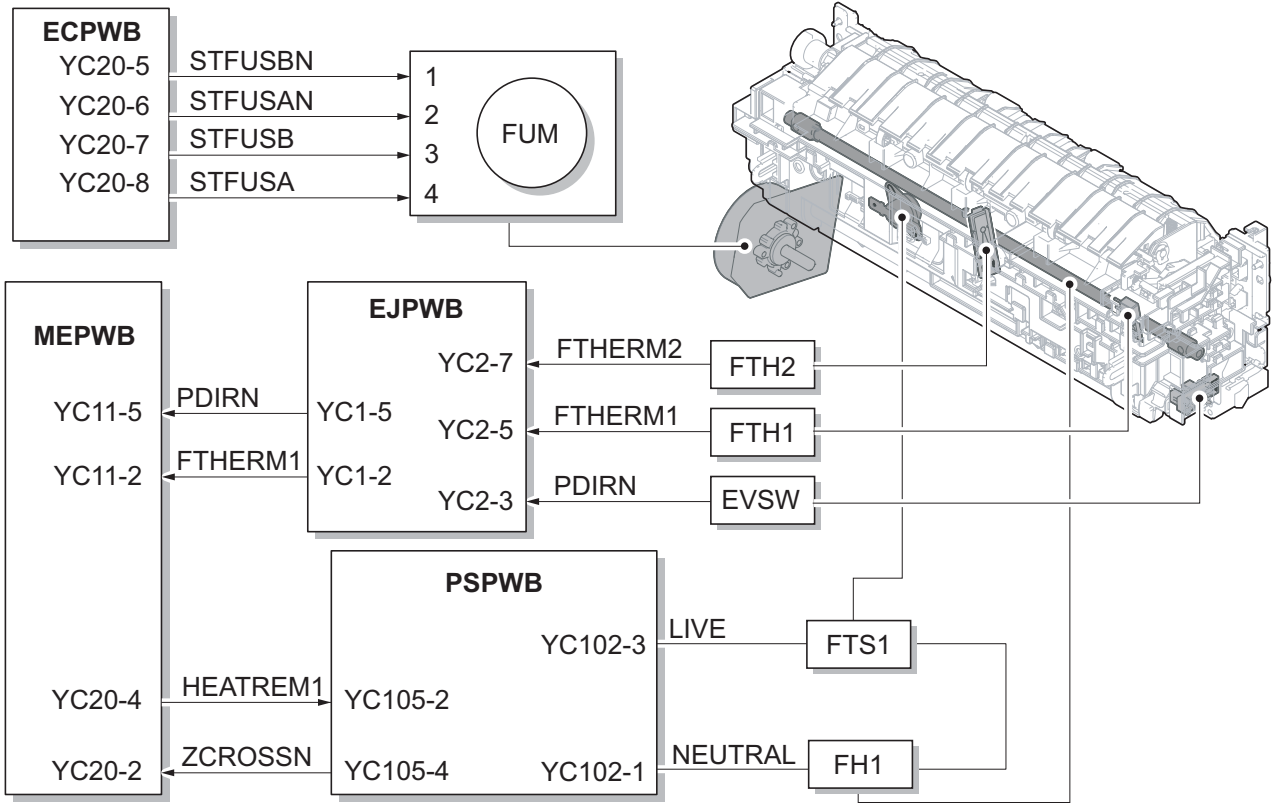 ECPWB
YC20-5 STFUSBN 1
YC20-6 STFUSAN 2
YC20-7 STFUSB 3
YC20-8 STFUSA 4
FUM
MEPWB
EJPWB
YC2-7 FTHERM2 FTH2
YC11-5 PDIRN YC1-5
YC2-5 FTHERM1 FTH1
YC11-2 FTHERM1 YC1-2
YC2-3 PDIRN EVSW
PSPWB
YC102-3 LIVE FTS1
YC20-4 HEATREM1 YC105-2
YC20-2 ZCROSSN YC105-4
YC102-1 NEUTRAL FH1